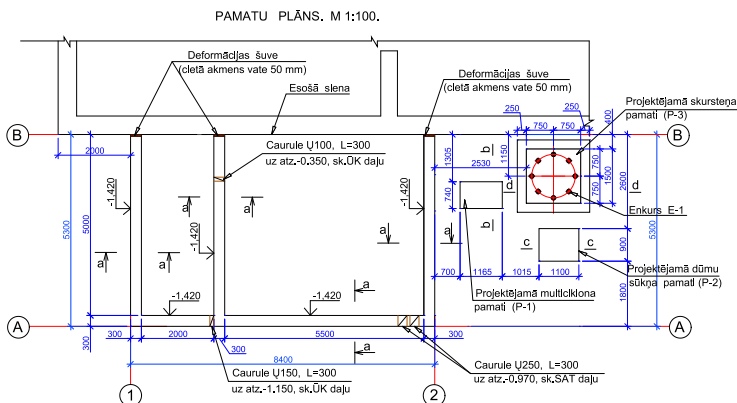 PAMATU PLĀNS. M 1:100.
Deformācijas šuve
(cletā akmens vate 50 mm)
Esošā slena
Deformācijas šuve
(cletā akmens vate 50 mm)
250
250
750
750
Projektējamā skursteņa
pamati (P-3)
B
B
400
2000
Caurule Ų100, L=300
uz atz.-0.350, sk.ŪK daļu
1305
1150
b
2530
750
1500
750
2600
740
d
d
-1,420
-1,420
-1,420
a
a
a
a
a
a
b
Enkurs E-1
5300
5000
5300
c
c
900
700
1165
1015
1100
Projektējamā dūmu
sūkņa pamati (P-2)
Projektējamā multiciklona
pamati (P-1)
1800
-1,420
-1,420
a
A
A
300
300
2000
300
5500
300
8400
a
Caurule Ų150, L=300
uz atz.-1.150, sk.ŪK daļu
Caurule Ų250, L=300
uz atz.-0.970, sk.SAT daļu
1
2